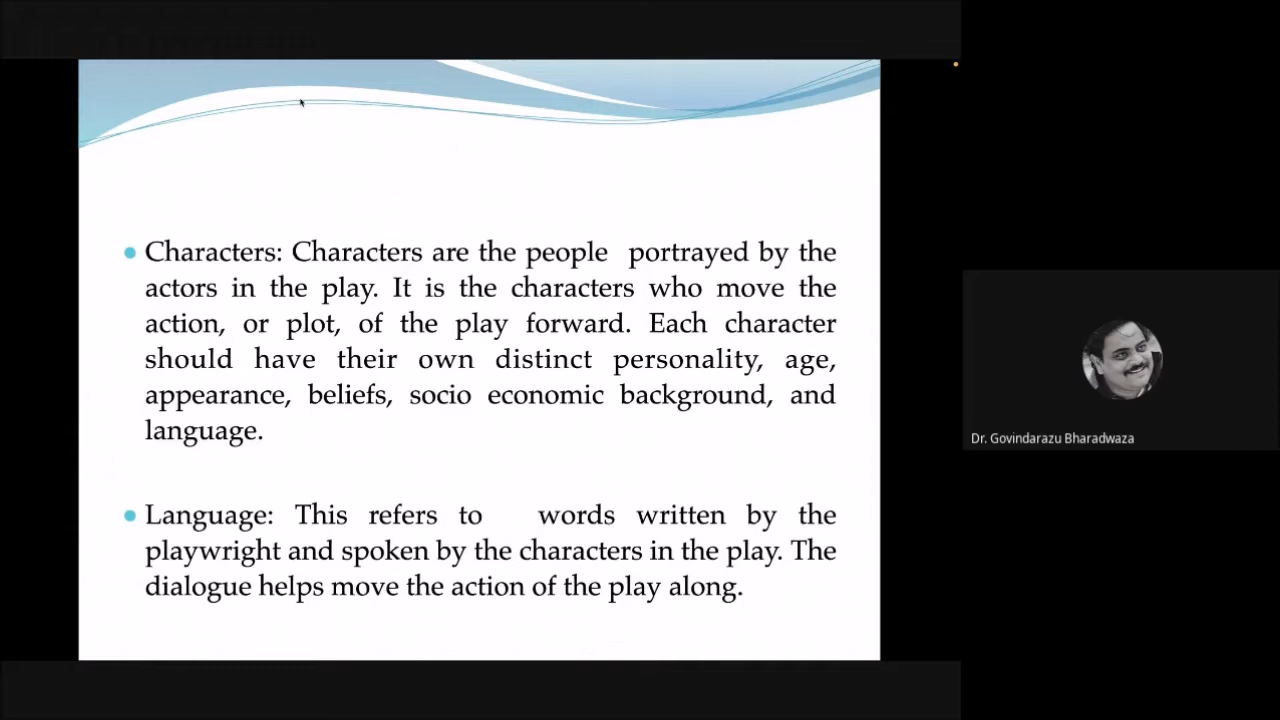 Characters: Characters are the people portrayed by the
actors in the play. It is the characters who move the
action, or plot, of the play forward. Each character
should have their own distinct personality, age,
appearance, beliefs, socio economic background, and
language.
Language: This refers to words written by the
playwright and spoken by the characters in the play. The
dialogue helps move the action of the play along.
Dr. Govindarazu Bharadwaza